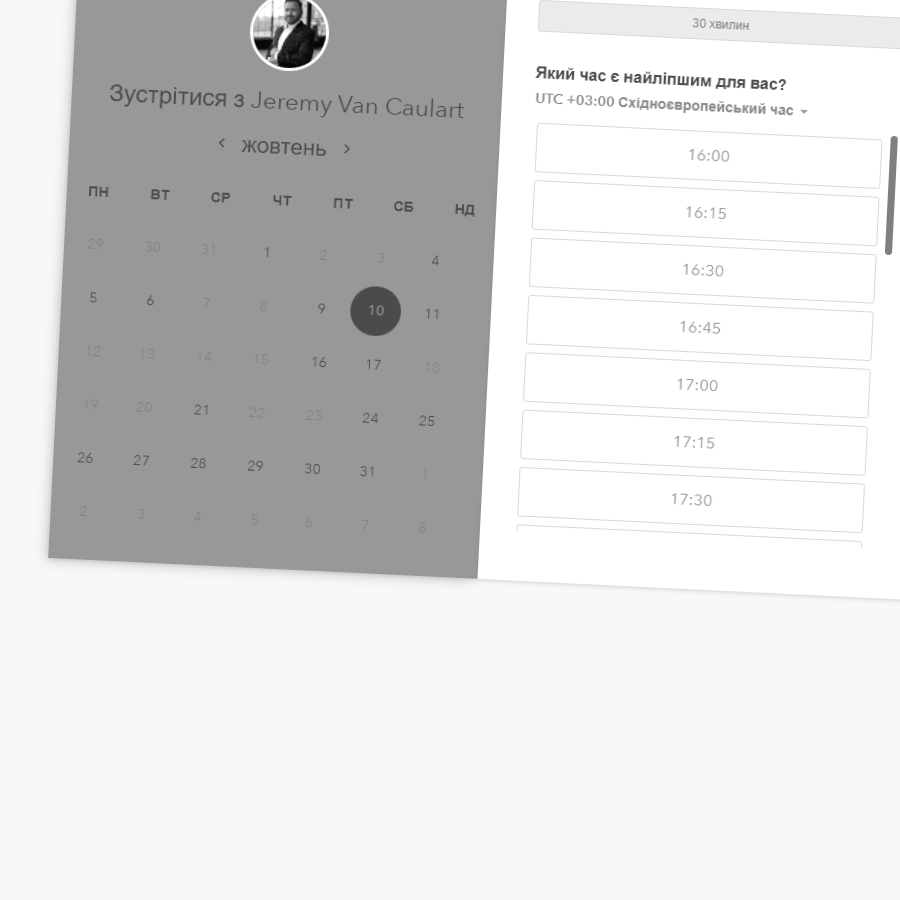 Зустрітися з Jeremy Van Caulart
жовтень
ПН ВТ СР ЧТ ПТ СБ НД
29 30 31 1 2 3 4
5 6 7 8 9 10 11
12 13 14 15 16 17 18
19 20 21 22 23 24 25
26 27 28 29 30 31 1
2 3 4 5 6 7 8
30 хвилин
Який час є найліпшим для вас?
UTC +03:00 Східноєвропейський час
16:00
16:15
16:30
16:45
17:00
17:15
17:30